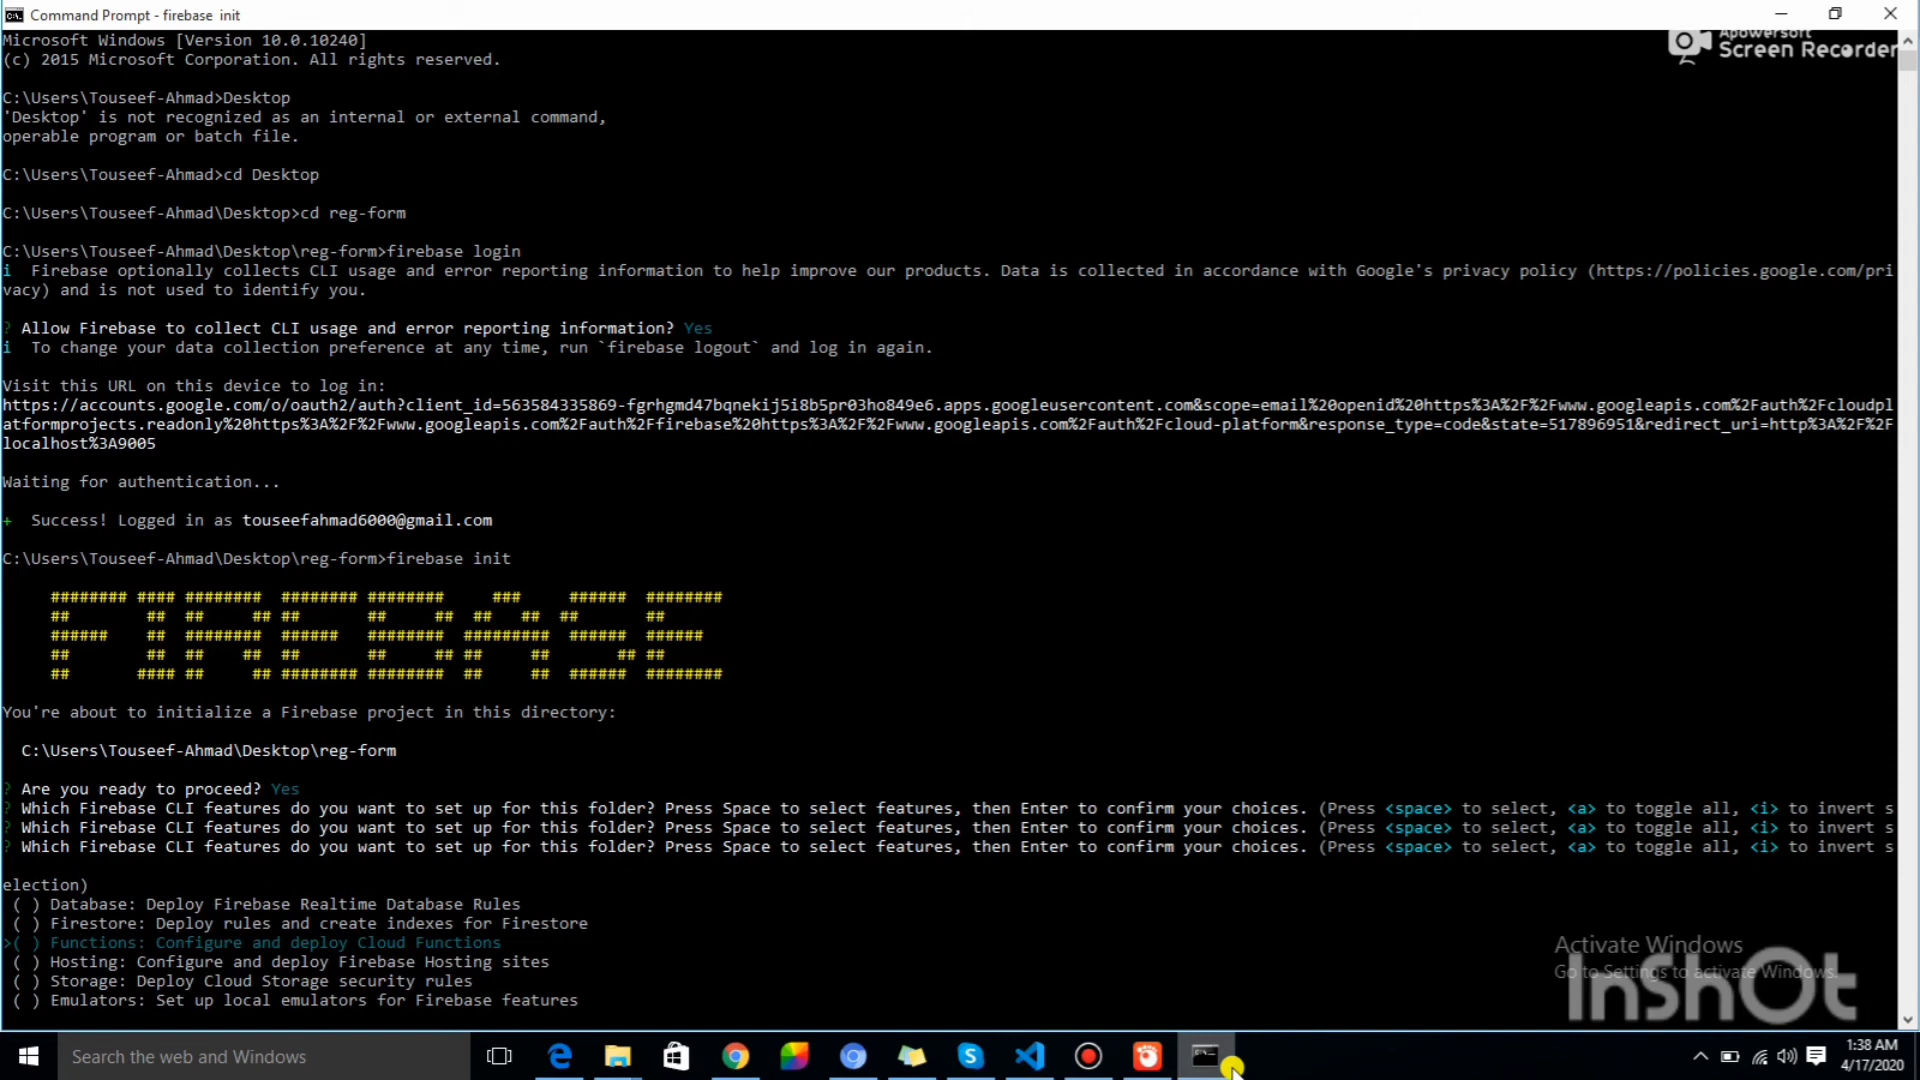 Command Prompt - firebase  init
Microsoft Windows [Version 10.0.10240]
(c) 2015 Microsoft Corporation. All rights reserved.
Apowersoft
Screen Recorder
C:\Users\Touseef-Ahmad>Desktop
'Desktop' is not recognized as an internal or external command,
operable program or batch file.
C:\Users\Touseef-Ahmad>cd Desktop
C:\Users\Touseef-Ahmad\Desktop>cd reg-form
C:\Users\Touseef-Ahmad\Desktop\reg-form>firebase login
i  Firebase optionally collects CLI usage and error reporting information to help improve our products. Data is collected in accordance with Google's privacy policy (https://policies.google.com/pri
vacy) and is not used to identify you.
? Allow Firebase to collect CLI usage and error reporting information? Yes
i  To change your data collection preference at any time, run `firebase logout` and log in again.
Visit this URL on this device to log in:
https://accounts.google.com/o/oauth2/auth?client_id=563584335869-fgrhgmd47bqnekij5i8b5pr03ho849e6.apps.googleusercontent.com&scope=email%20openid%20https%3A%2F%2Fwww.googleapis.com%2Fauth%2Fcloudpl
atformprojects.readonly%20https%3A%2F%2Fwww.googleapis.com%2Fauth%2Ffirebase%20https%3A%2F%2Fwww.googleapis.com%2Fauth%2Fcloud-platform&response_type=code&state=517896951&redirect_uri=http%3A%2F%2F
localhost%3A9005
Waiting for authentication...
+  Success! Logged in as touseefahmad6000@gmail.com
C:\Users\Touseef-Ahmad\Desktop\reg-form>firebase init
FIREBASE
You're about to initialize a Firebase project in this directory:
C:\Users\Touseef-Ahmad\Desktop\reg-form
? Are you ready to proceed? Yes
? Which Firebase CLI features do you want to set up for this folder? Press Space to select features, then Enter to confirm your choices. (Press <space> to select, <a> to toggle all, <i> to invert s
? Which Firebase CLI features do you want to set up for this folder? Press Space to select features, then Enter to confirm your choices. (Press <space> to select, <a> to toggle all, <i> to invert s
? Which Firebase CLI features do you want to set up for this folder? Press Space to select features, then Enter to confirm your choices. (Press <space> to select, <a> to toggle all, <i> to invert s
election)
( ) Database: Deploy Firebase Realtime Database Rules
( ) Firestore: Deploy rules and create indexes for Firestore
>( ) Functions: Configure and deploy Cloud Functions
( ) Hosting: Configure and deploy Firebase Hosting sites
( ) Storage: Deploy Cloud Storage security rules
( ) Emulators: Set up local emulators for Firebase features
Activate Windows
Go to Settings to activate Windows.
InShOt
Search the web and Windows
1:38 AM
4/17/2020